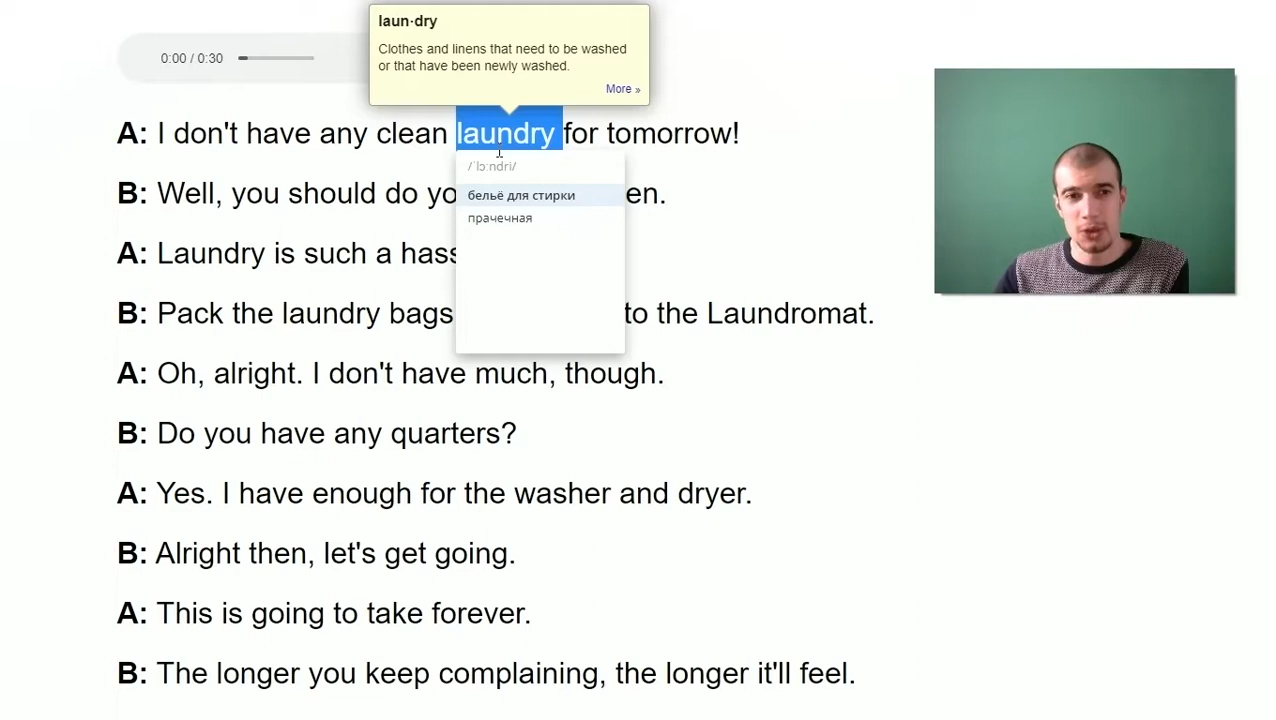 laun·dry
Clothes and linens that need to be washed
or that have been newly washed.
More »
0:00 / 0:30
A: I don't have any clean laundry for tomorrow!
/ˈlɔːndri/
бельё для стирки
прачечная
B: Well, you should do yo en.
A: Laundry is such a hass
B: Pack the laundry bags to the Laundromat.
A: Oh, alright. I don't have much, though.
B: Do you have any quarters?
A: Yes. I have enough for the washer and dryer.
B: Alright then, let's get going.
A: This is going to take forever.
B: The longer you keep complaining, the longer it'll feel.